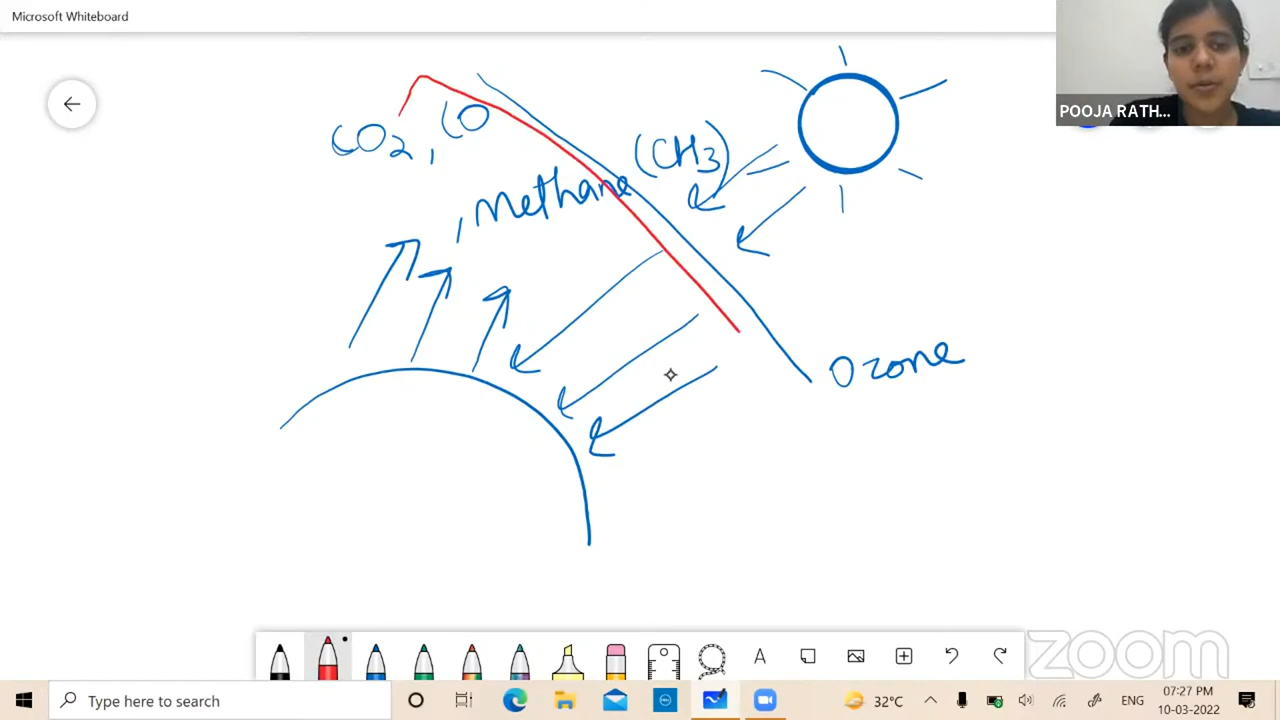 Microsoft Whiteboard
POOJA RATH...
CO2, CO
(CH3)
, Methane
Ozone
zoom
Type here to search
32°C
ENG
07:27 PM
10-03-2022